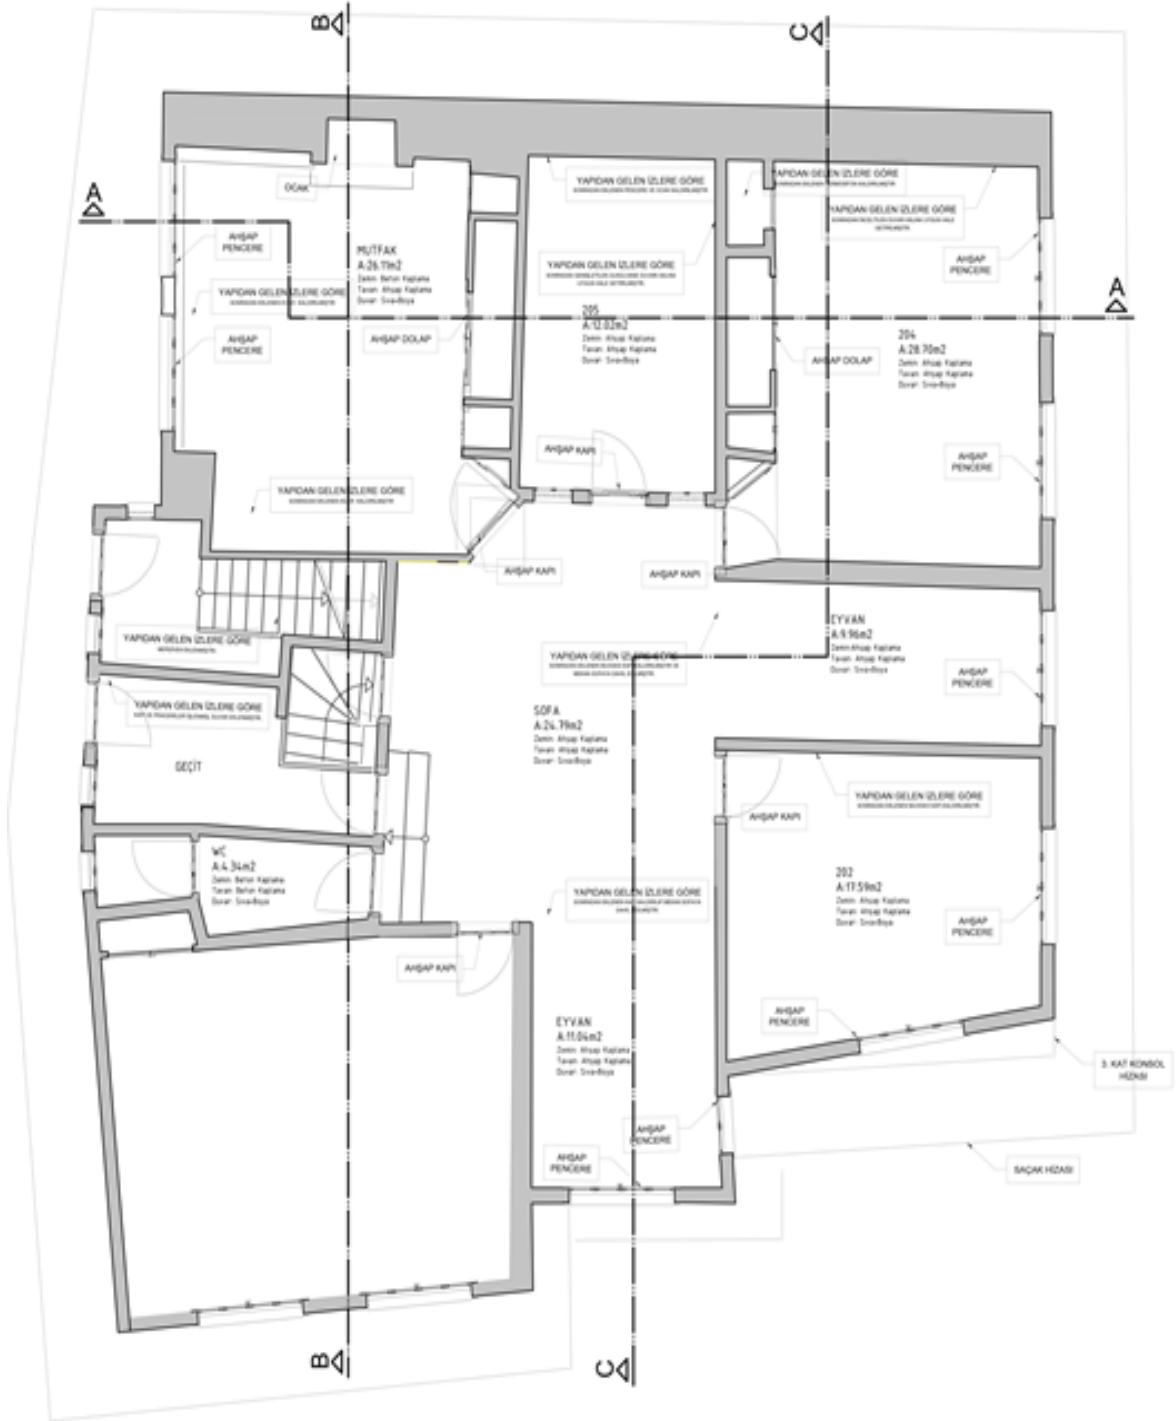 B
C
A
OCAK
YAPIDAN GELEN İZLERE GÖRE
YAPIDAN GELEN İZLERE GÖRE
YAPIDAN GELEN İZLERE GÖRE
AHŞAP
PENCERE
MUTFAK
A:26.11m2
Zemin: Beton Kaplama
Tavan: Ahşap Kaplama
Duvar: Sıva+Boya
YAPIDAN GELEN İZLERE GÖRE
AHŞAP
PENCERE
YAPIDAN GELEN İZLERE GÖRE
A
205
A:12.02m2
Zemin: Ahşap Kaplama
Tavan: Ahşap Kaplama
Duvar: Sıva+Boya
AHŞAP
PENCERE
AHŞAP DOLAP
AHŞAP DOLAP
204
A:28.70m2
Zemin: Ahşap Kaplama
Tavan: Ahşap Kaplama
Duvar: Sıva+Boya
AHŞAP KAPI
AHŞAP
PENCERE
YAPIDAN GELEN İZLERE GÖRE
AHŞAP KAPI
AHŞAP KAPI
YAPIDAN GELEN İZLERE GÖRE
EYVAN
A:9.96m2
Zemin: Ahşap Kaplama
Tavan: Ahşap Kaplama
Duvar: Sıva+Boya
YAPIDAN GELEN İZLERE GÖRE
AHŞAP
PENCERE
YAPIDAN GELEN İZLERE GÖRE
SOFA
A:24.79m2
Zemin: Ahşap Kaplama
Tavan: Ahşap Kaplama
Duvar: Sıva+Boya
GEÇİT
YAPIDAN GELEN İZLERE GÖRE
AHŞAP KAPI
WC
A:4.34m2
Zemin: Beton Kaplama
Tavan: Beton Kaplama
Duvar: Sıva+Boya
202
A:17.59m2
Zemin: Ahşap Kaplama
Tavan: Ahşap Kaplama
Duvar: Sıva+Boya
YAPIDAN GELEN İZLERE GÖRE
AHŞAP
PENCERE
AHŞAP KAPI
AHŞAP
PENCERE
EYVAN
A:11.04m2
Zemin: Ahşap Kaplama
Tavan: Ahşap Kaplama
Duvar: Sıva+Boya
3. KAT KONSOL
HİZASI
AHŞAP
PENCERE
AHŞAP
PENCERE
SAÇAK HİZASI
B
C